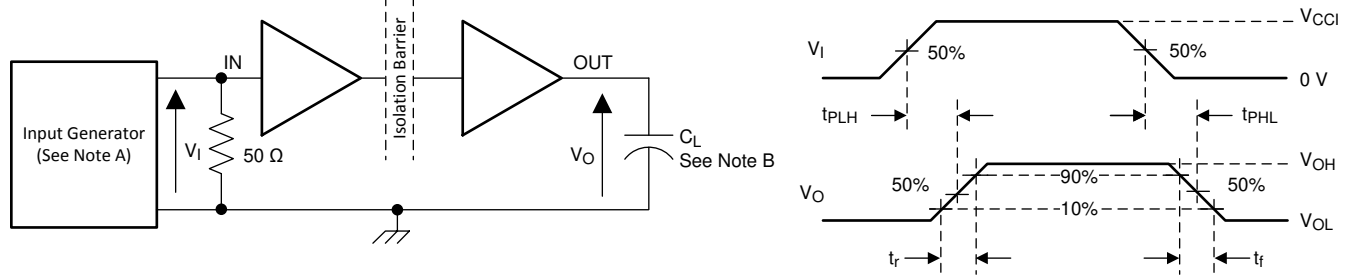 Input Generator
(See Note A)
V_I
50 Ω
IN
Isolation Barrier
OUT
V_O
C_L
See Note B
V_I
50%
50%
V_CCI
0 V
t_PLH
t_PHL
V_O
50%
90%
50%
10%
V_OH
V_OL
t_r
t_f